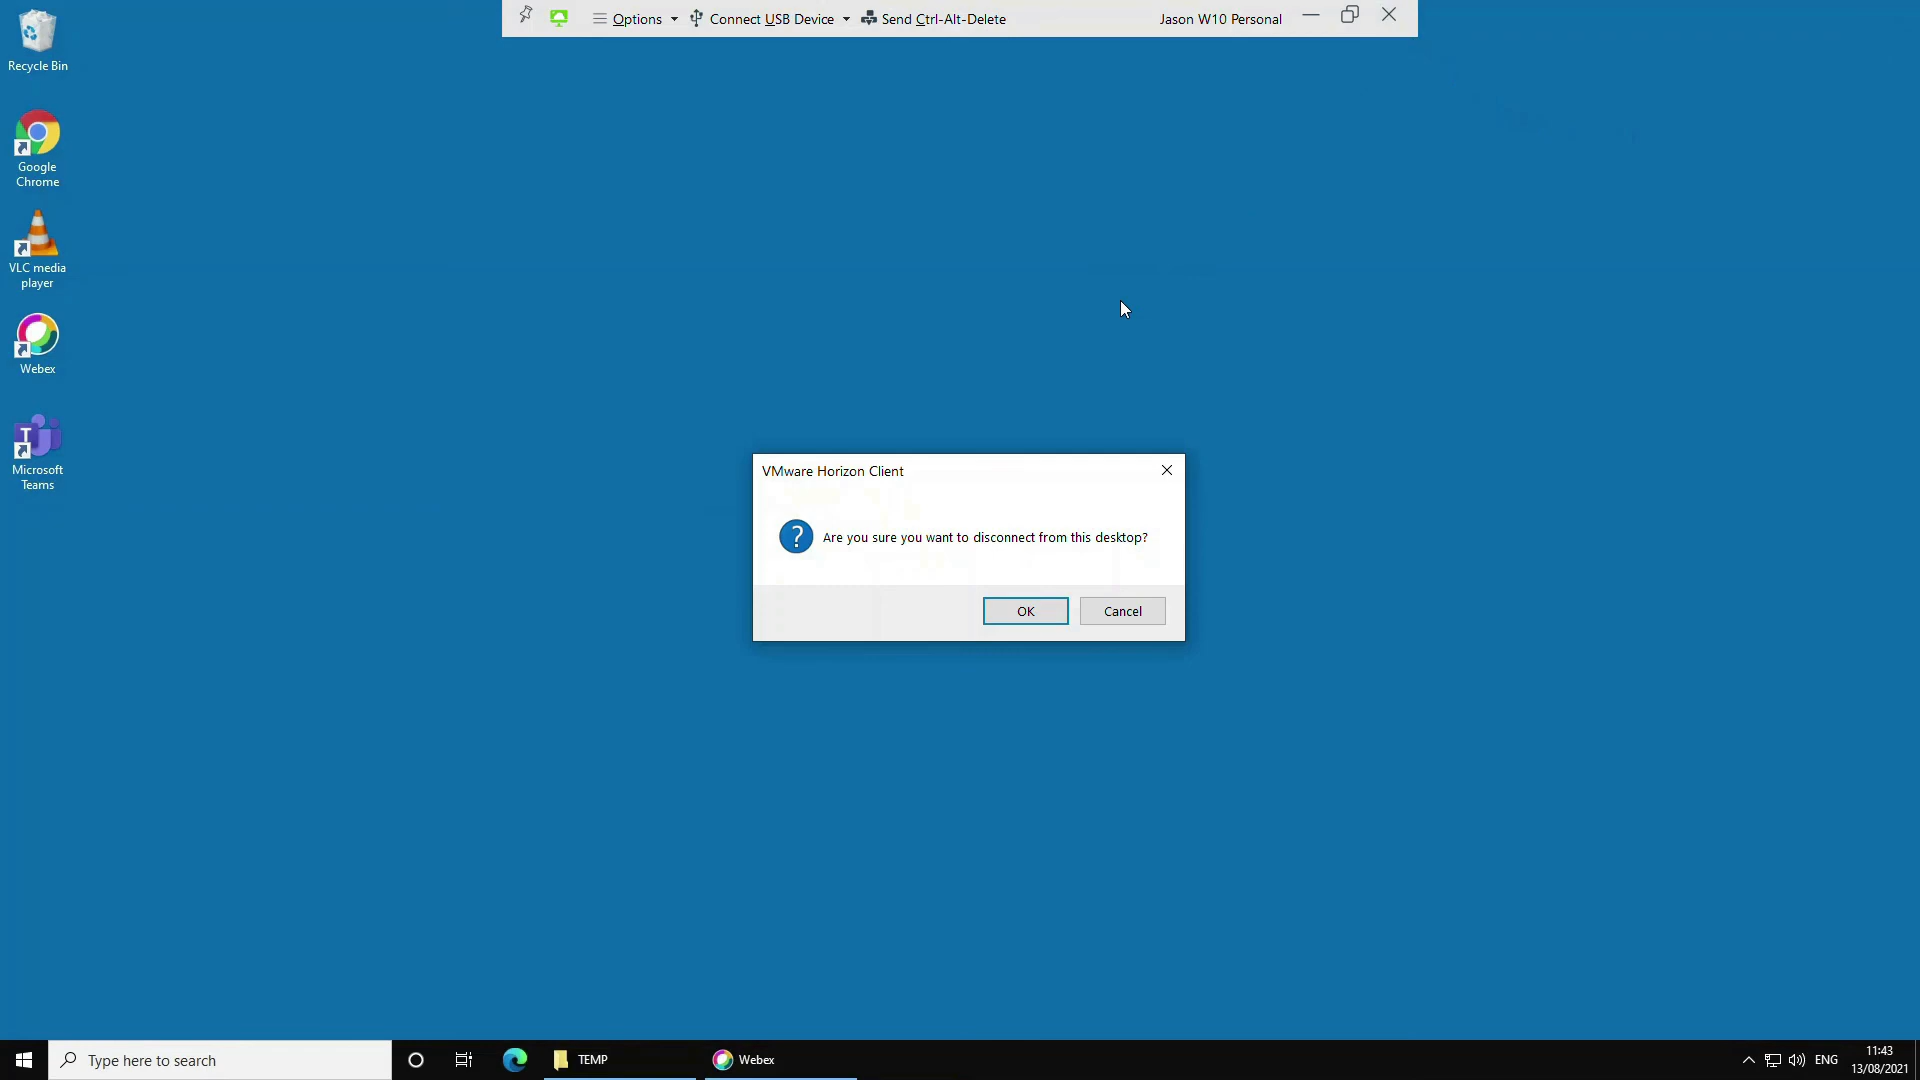 Options
Connect USB Device
Send Ctrl-Alt-Delete
Jason W10 Personal
Recycle Bin
Google
Chrome
VLC media
player
Webex
T
Microsoft
Teams
VMware Horizon Client
?
Are you sure you want to disconnect from this desktop?
OK
Cancel
Type here to search
TEMP
Webex
ENG
11:43
13/08/2021